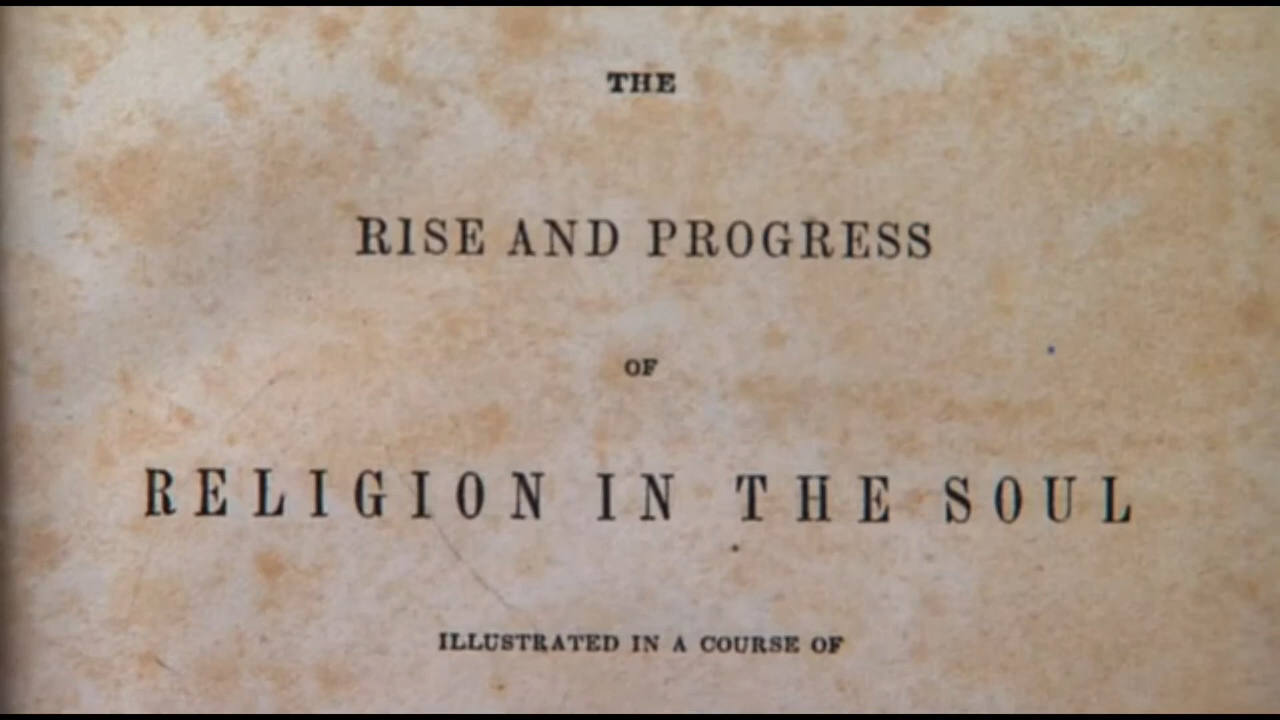 THE
RISE AND PROGRESS
OF
RELIGION IN THE SOUL
ILLUSTRATED IN A COURSE OF